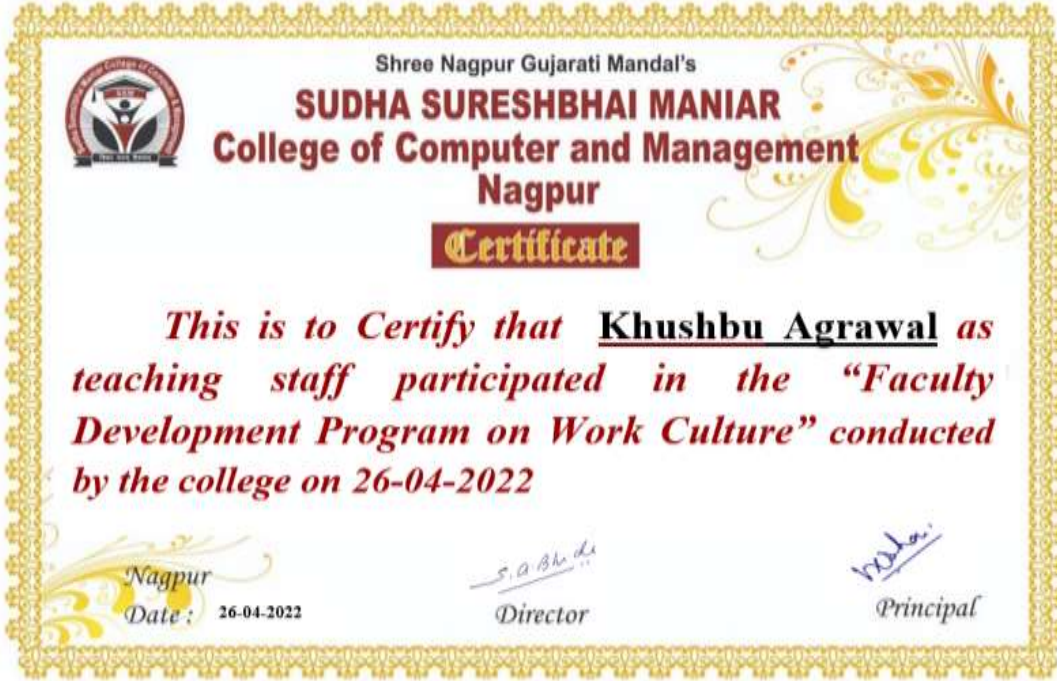 Shree Nagpur Gujarati Mandal's
SUDHA SURESHBHAI MANIAR
College of Computer and Management
Nagpur
Certificate
This is to Certify that Khushbu Agrawal as
teaching staff participated in the “Faculty
Development Program on Work Culture” conducted
by the college on 26-04-2022
Nagpur
Date : 26-04-2022
S.A.Bhide
Director
Principal